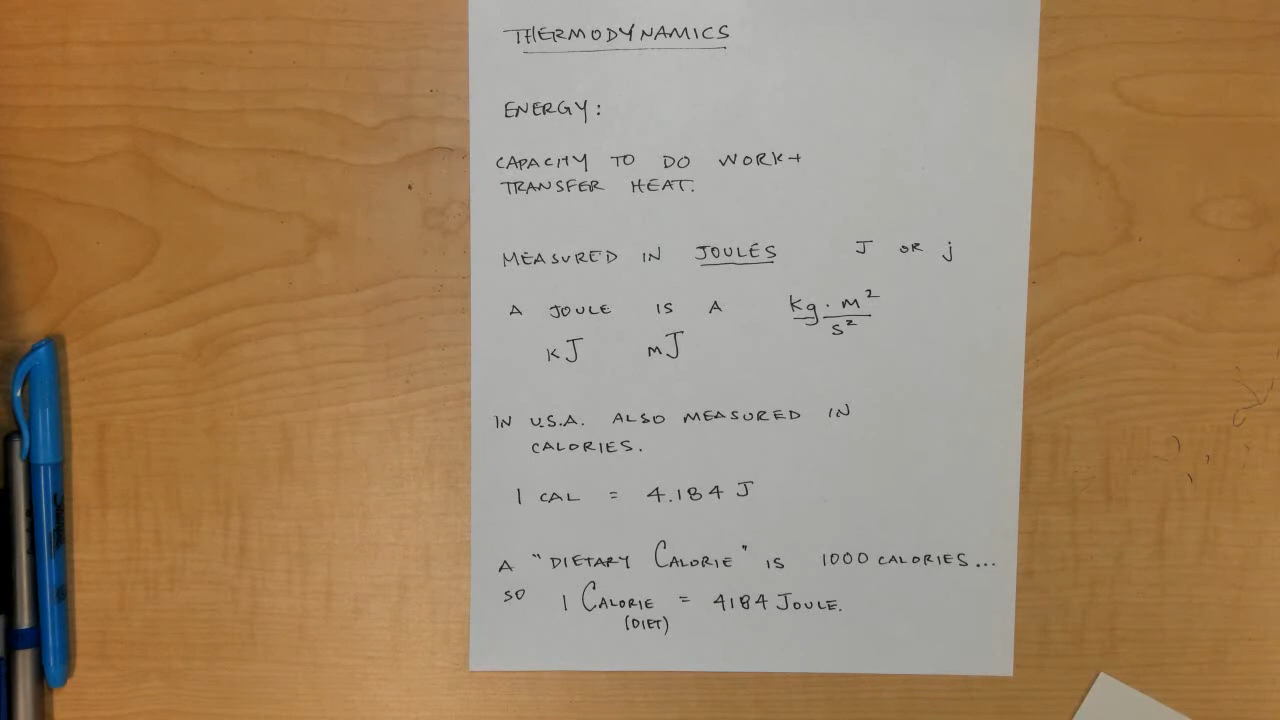 THERMODYNAMICS
ENERGY:
CAPACITY TO DO WORK +
TRANSFER HEAT.
MEASURED IN JOULES J OR j
A JOULE IS A kg · m²
s²
kJ mJ
IN U.S.A. ALSO MEASURED IN
CALORIES.
1 CAL = 4.184 J
A "DIETARY CALORIE" IS 1000 CALORIES...
SO 1 CALORIE = 4184 JOULE.
(DIET)